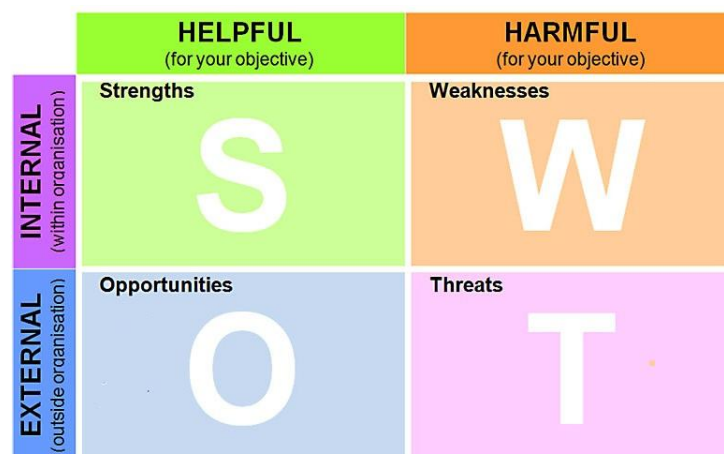 HELPFUL
(for your objective)
HARMFUL
(for your objective)
INTERNAL
(within organisation)
Strengths
S
Weaknesses
W
EXTERNAL
(outside organisation)
Opportunities
O
Threats
T